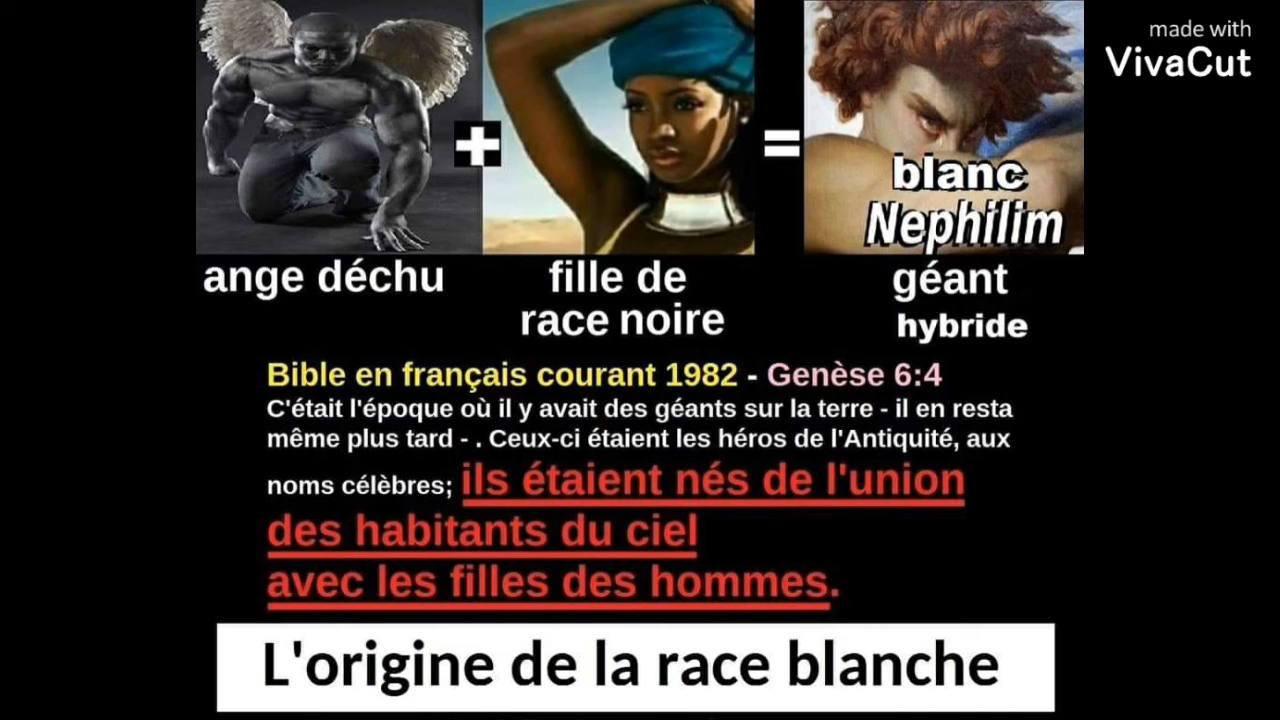 made with
VivaCut
+
=
blanc
Nephilim
ange déchu
fille de
race noire
géant
hybride
Bible en français courant 1982 - Genèse 6:4
C'était l'époque où il y avait des géants sur la terre - il en resta
même plus tard - . Ceux-ci étaient les héros de l'Antiquité, aux
noms célèbres; ils étaient nés de l'union
des habitants du ciel
avec les filles des hommes.
L'origine de la race blanche